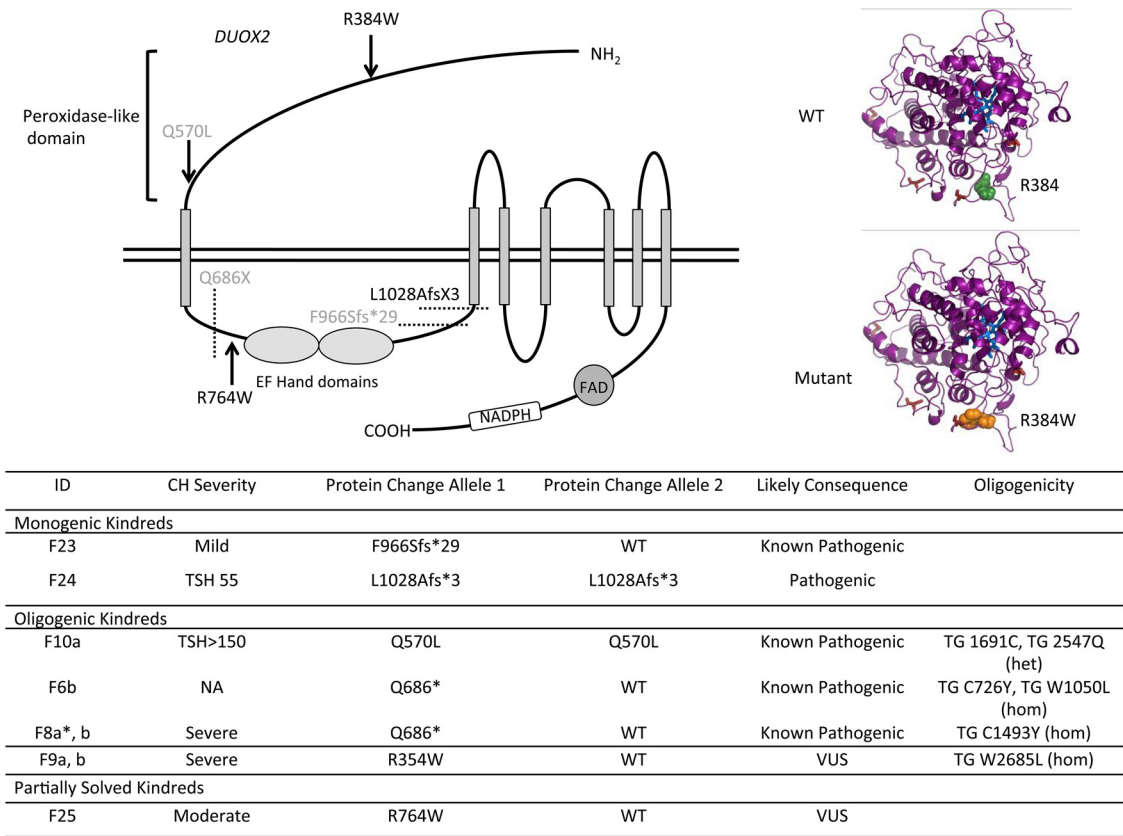 DUOX2
R384W
NH2
Peroxidase-like
domain
Q570L
WT
R384
Q686X
L1028AfsX3
F966Sfs*29
EF Hand domains
R764W
FAD
NADPH
COOH
Mutant
R384W
ID CH Severity Protein Change Allele 1 Protein Change Allele 2 Likely Consequence Oligogenicity
Monogenic Kindreds
F23 Mild F966Sfs*29 WT Known Pathogenic
F24 TSH 55 L1028Afs*3 L1028Afs*3 Pathogenic
Oligogenic Kindreds
F10a TSH>150 Q570L Q570L Known Pathogenic TG 1691C, TG 2547Q
(het)
F6b NA Q686* WT Known Pathogenic TG C726Y, TG W1050L
(hom)
F8a*, b Severe Q686* WT Known Pathogenic TG C1493Y (hom)
F9a, b Severe R354W WT VUS TG W2685L (hom)
Partially Solved Kindreds
F25 Moderate R764W WT VUS